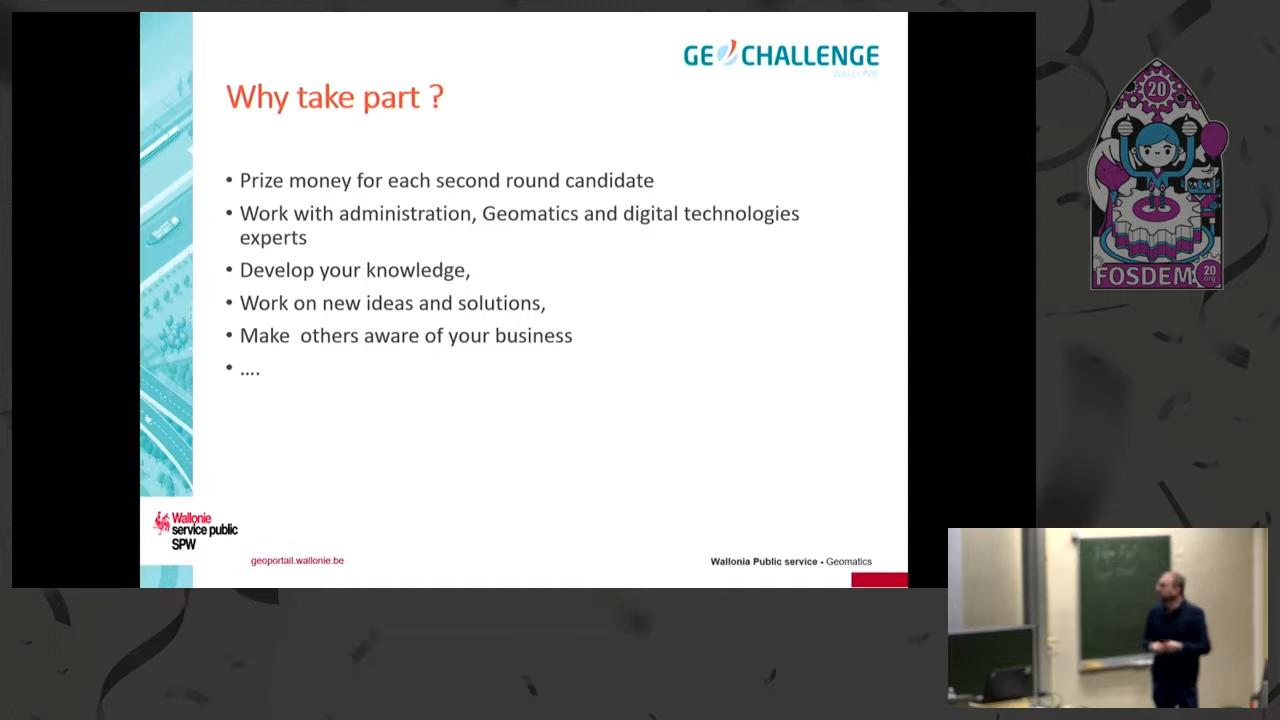 GEOCHALLENGE
WALLONIE
Why take part ?
• Prize money for each second round candidate
• Work with administration, Geomatics and digital technologies
experts
• Develop your knowledge,
• Work on new ideas and solutions,
• Make  others aware of your business
• ....
Wallonie
service public
SPW
geoportail.wallonie.be
Wallonia Public service - Geomatics
20
FOSDEM
20
.org